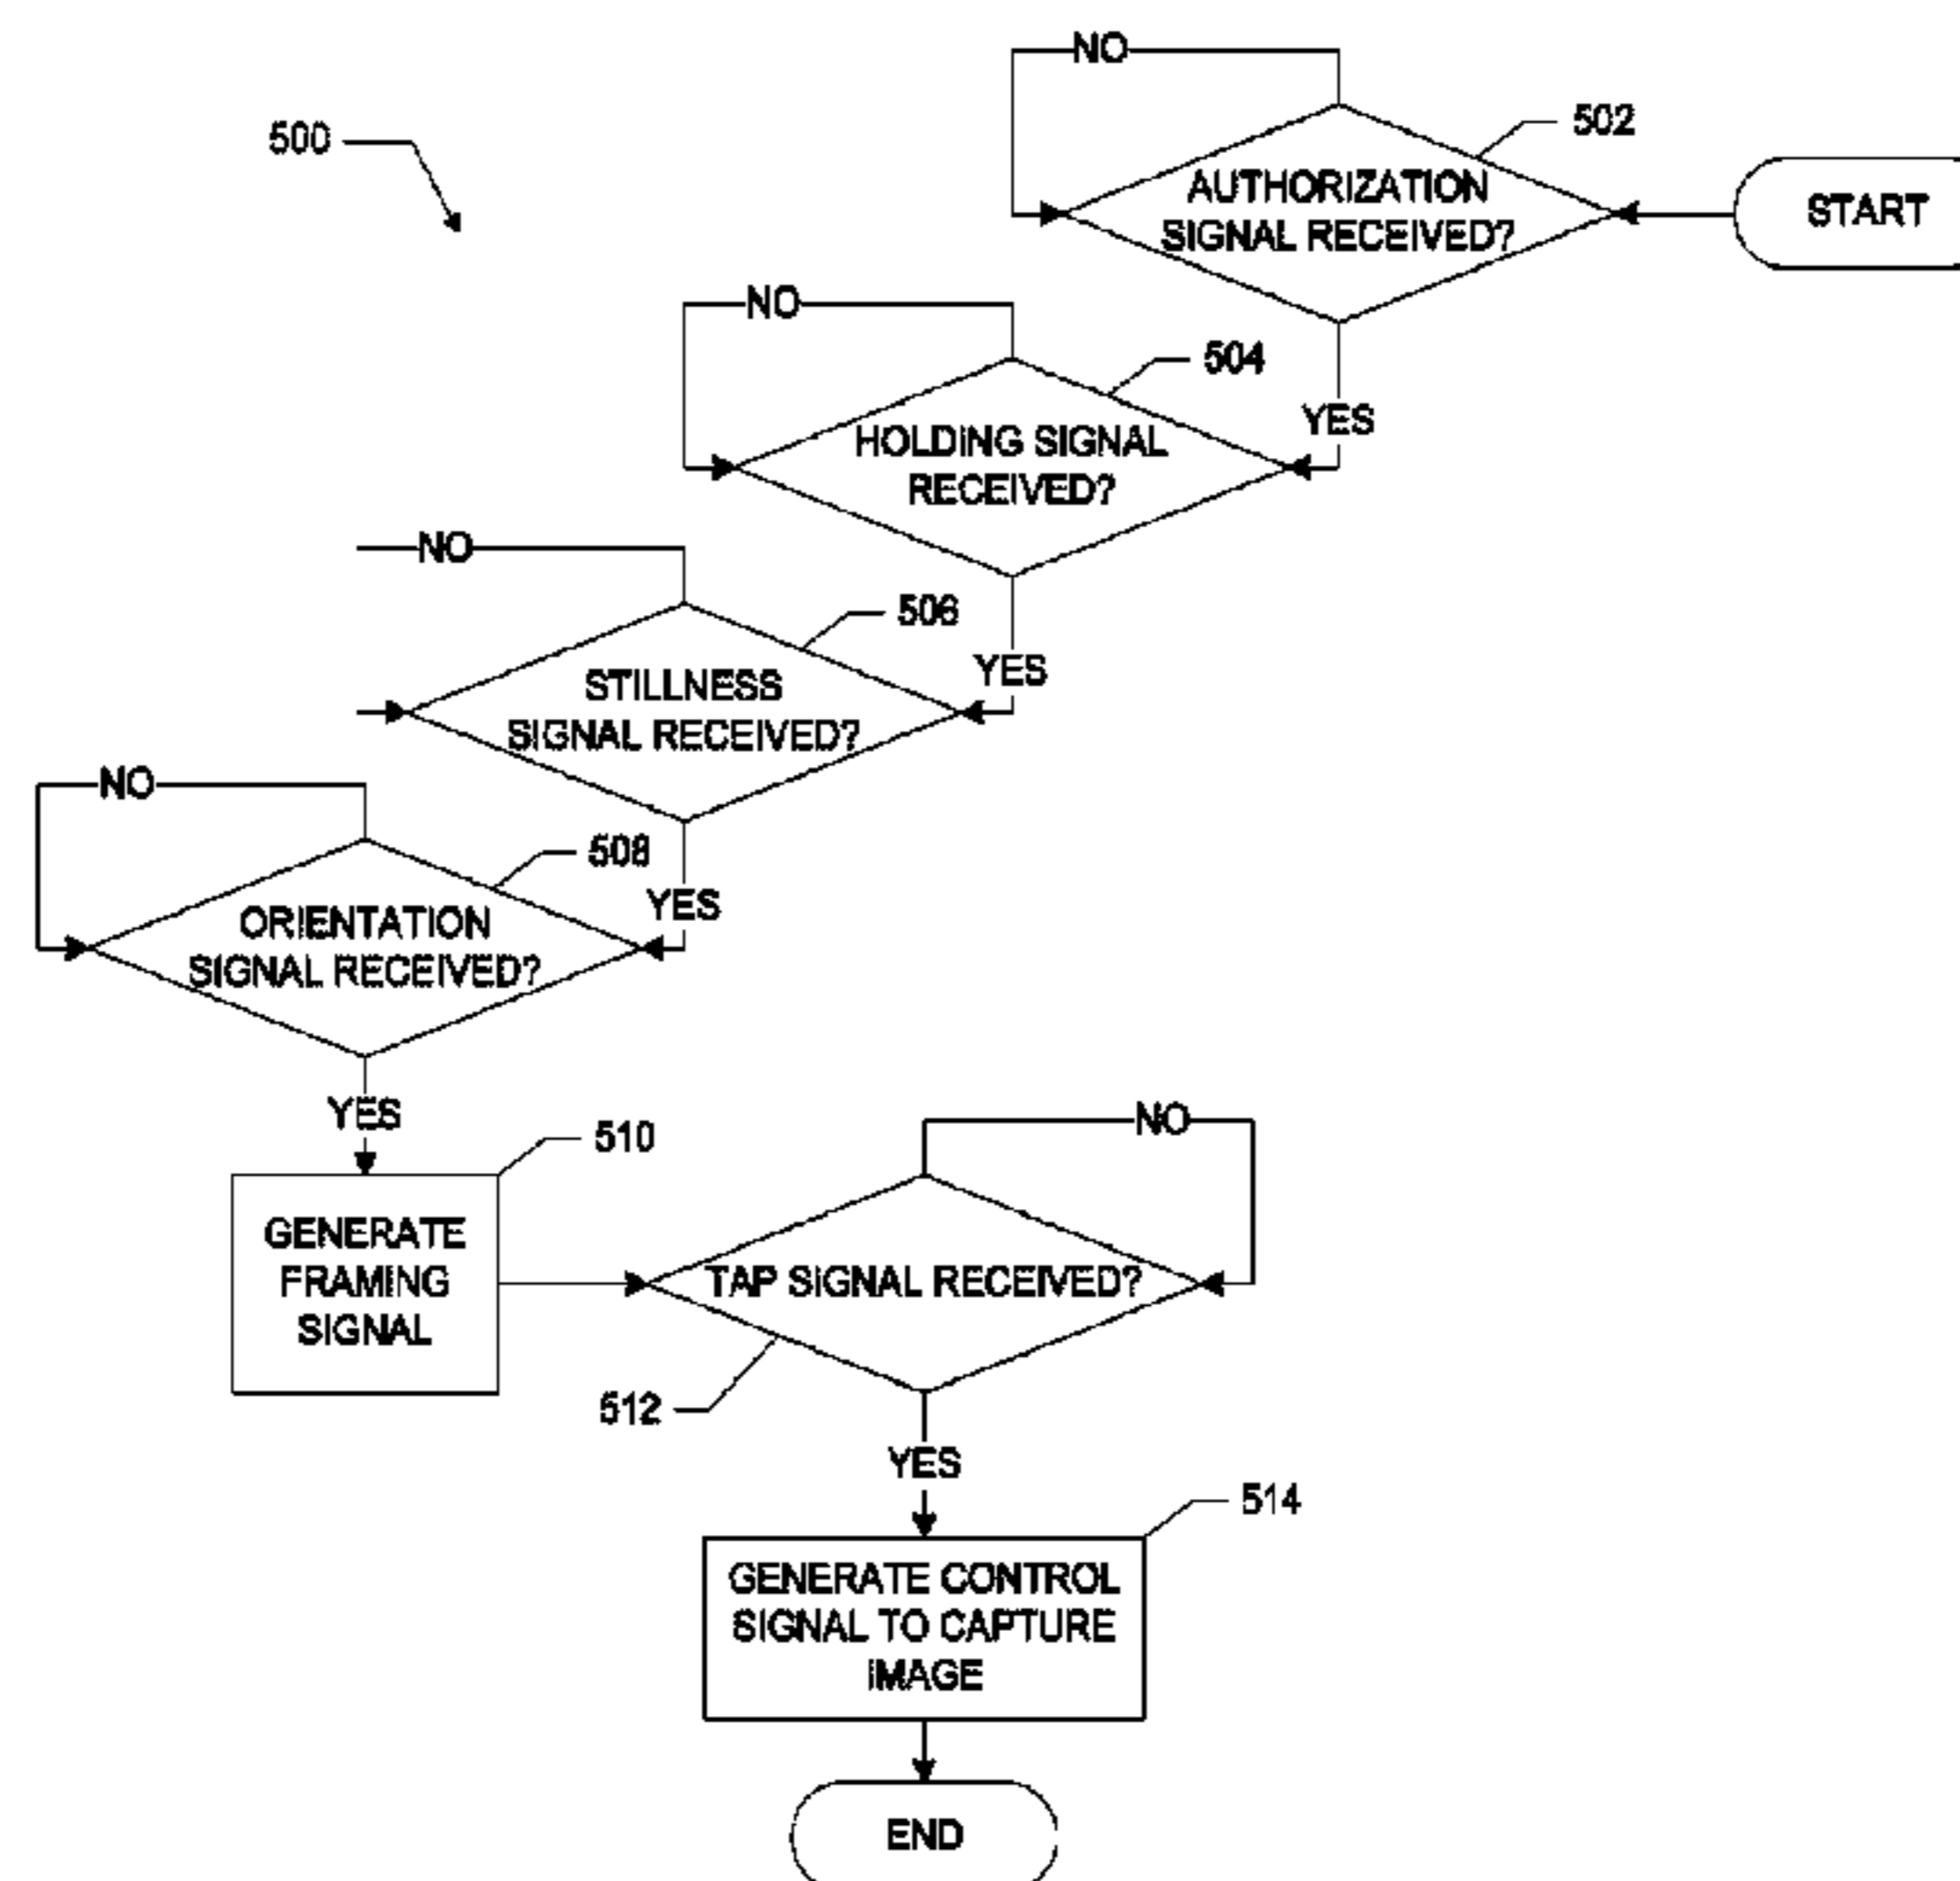 NO
500
502
AUTHORIZATION
SIGNAL RECEIVED?
START
NO
504
YES
HOLDING SIGNAL
RECEIVED?
NO
506
YES
STILLNESS
SIGNAL RECEIVED?
NO
508
YES
ORIENTATION
SIGNAL RECEIVED?
YES
510
NO
GENERATE
FRAMING
SIGNAL
TAP SIGNAL RECEIVED?
512
YES
514
GENERATE CONTROL
SIGNAL TO CAPTURE
IMAGE
END